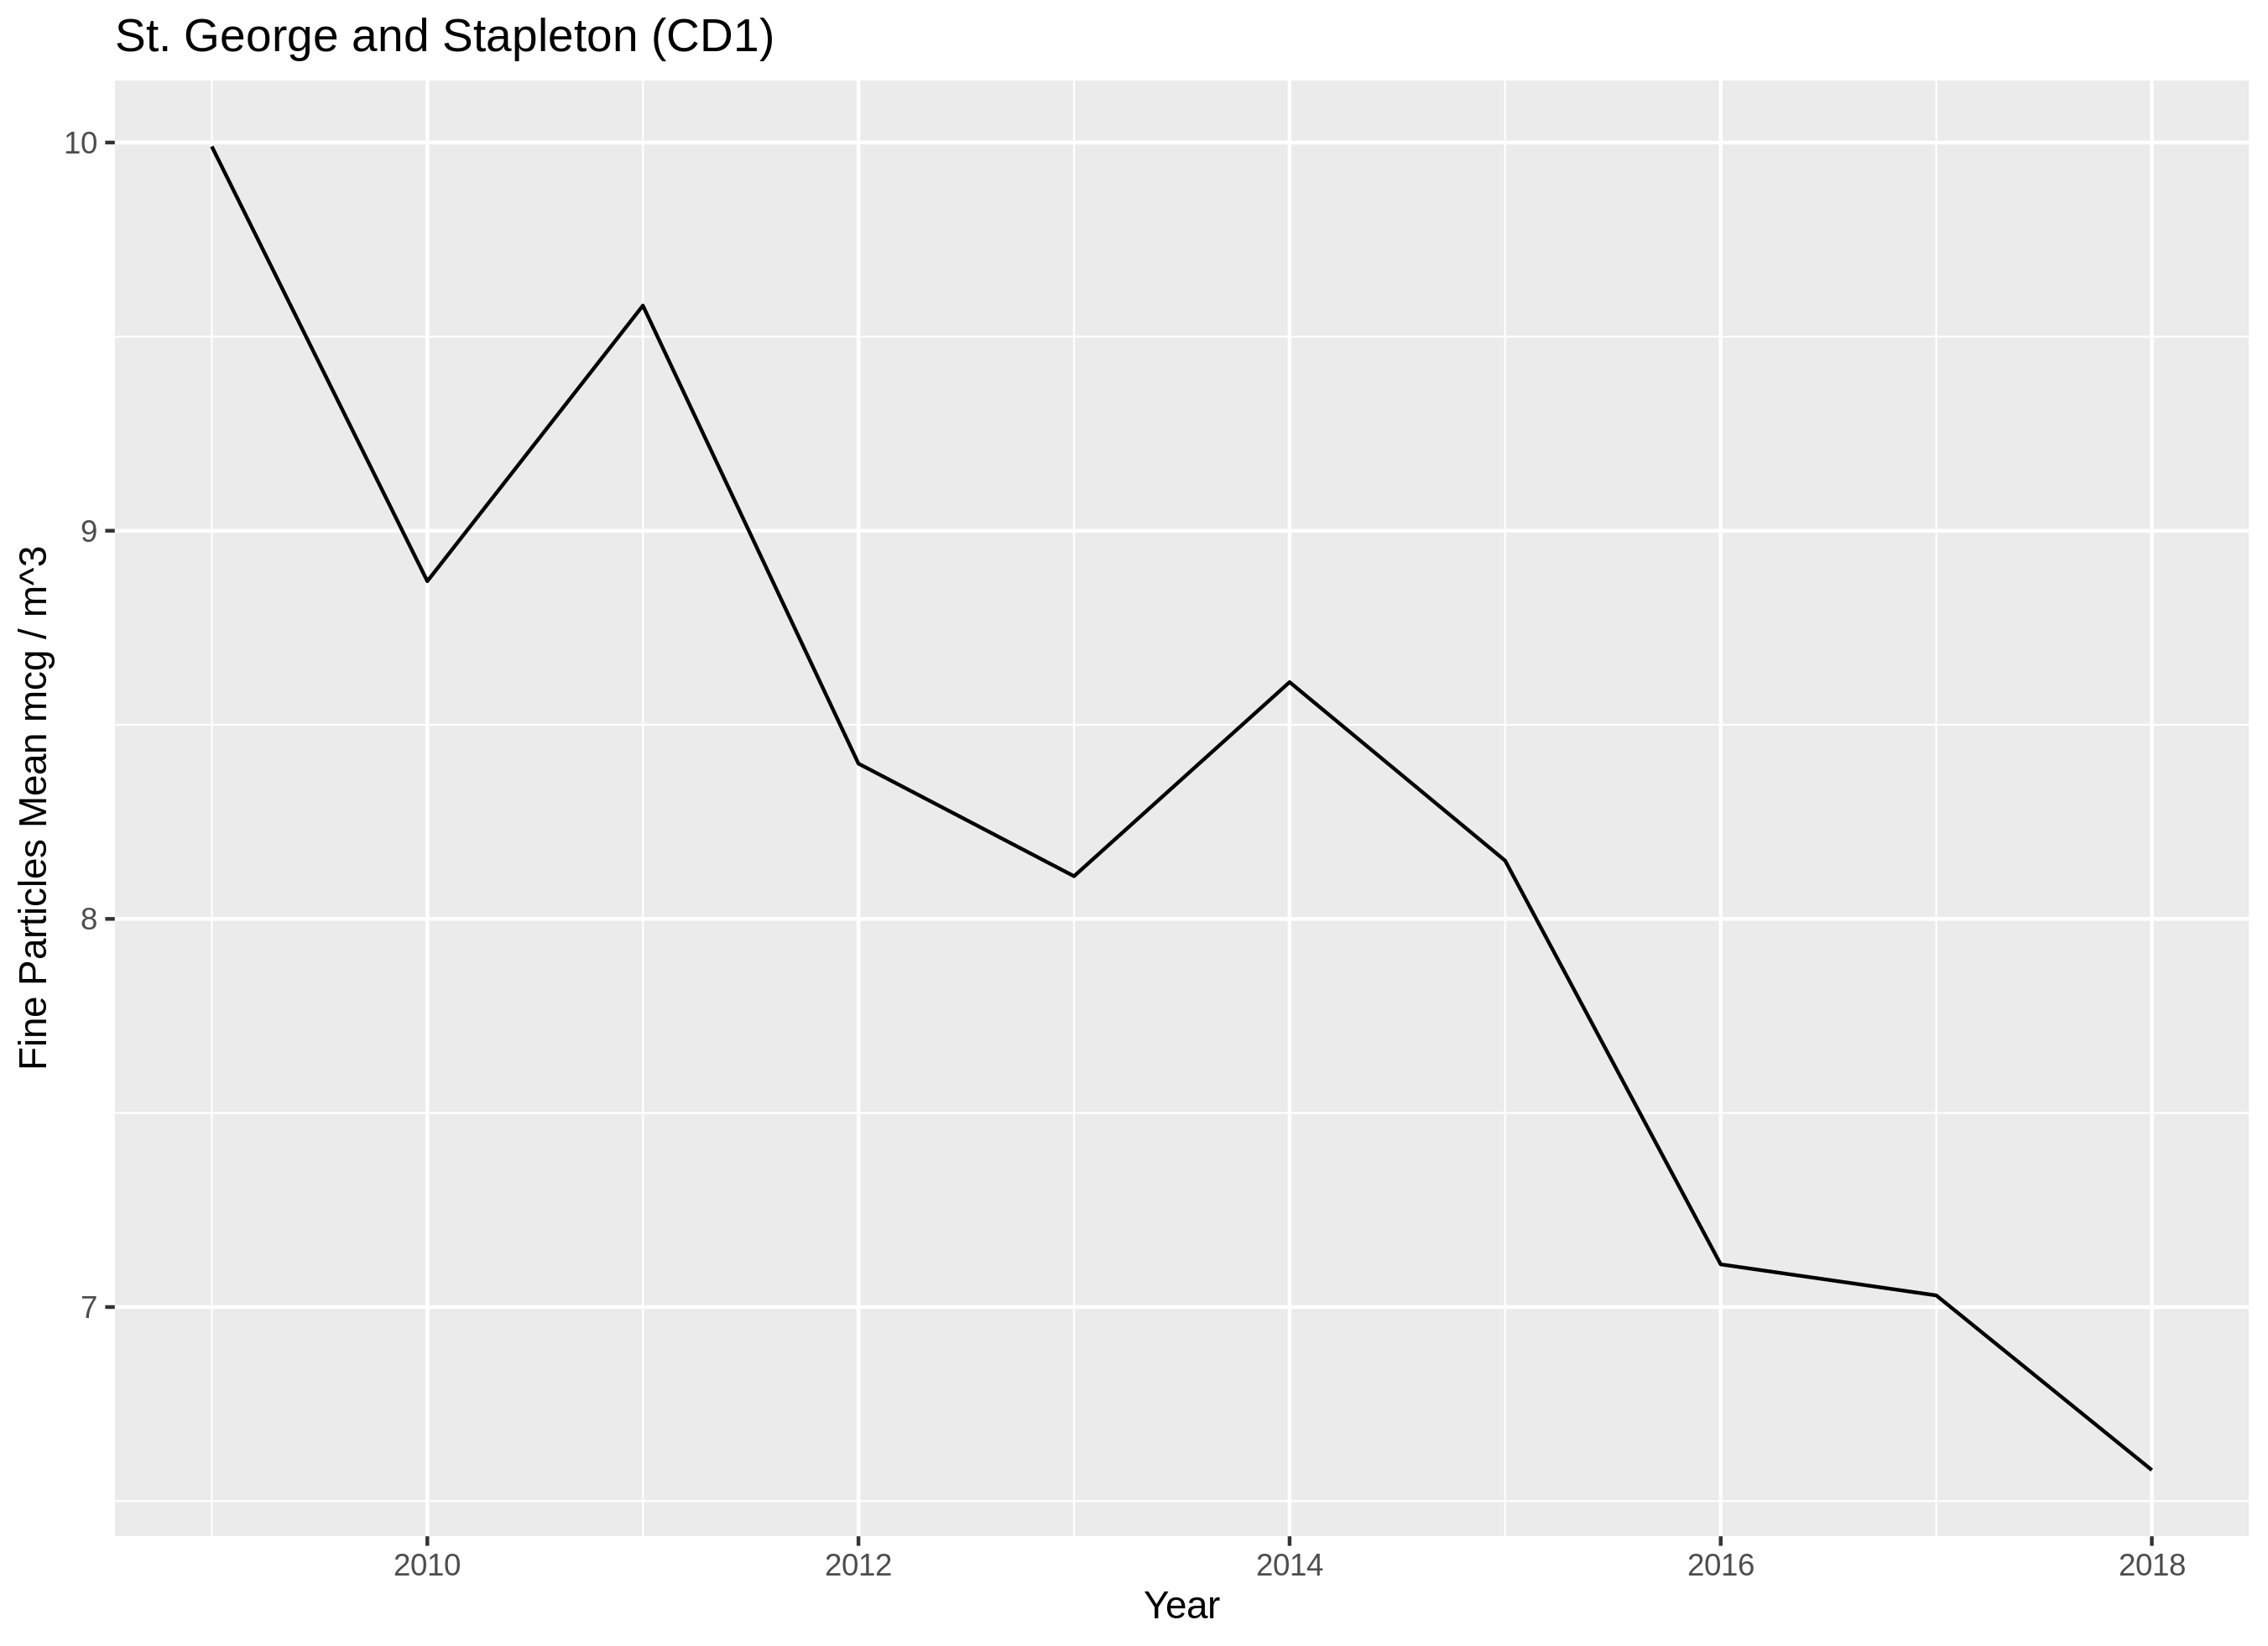 St. George and Stapleton (CD1)
Fine Particles Mean mcg / m^3
10
9
8
7
2010 2012 2014 2016 2018
Year